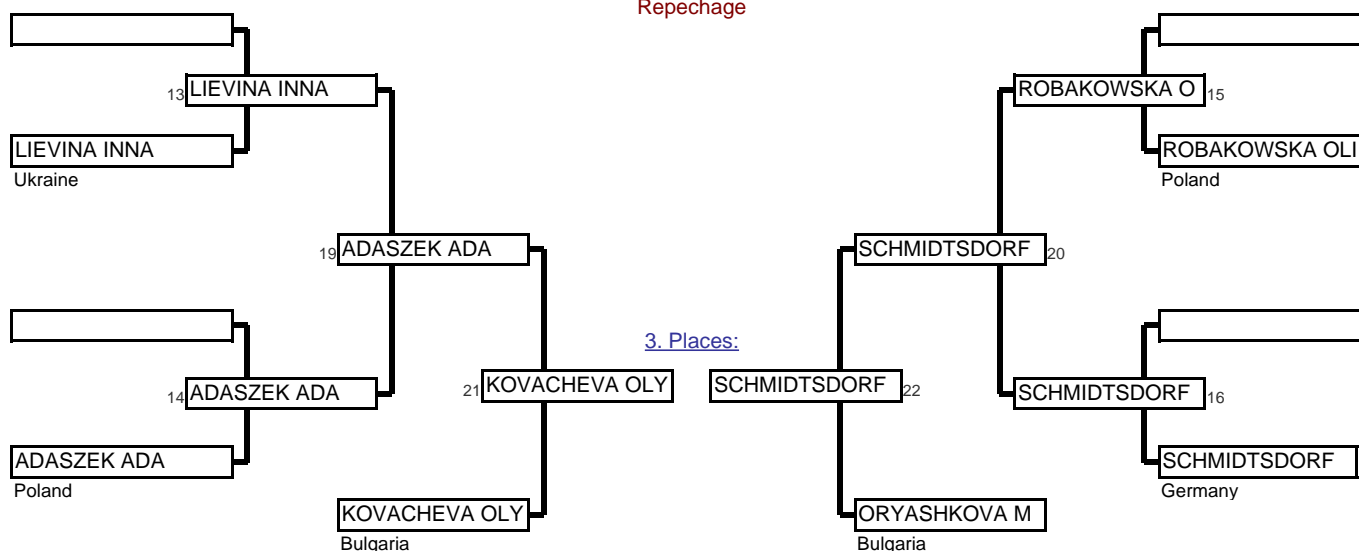 Repechage
13 LIEVINA INNA
ROBAKOWSKA O 15
LIEVINA INNA
ROBAKOWSKA OLI
Ukraine
Poland
19 ADASZEK ADA
SCHMIDTSDORF 20
3. Places:
14 ADASZEK ADA
21 KOVACHEVA OLY
SCHMIDTSDORF 22
SCHMIDTSDORF 16
ADASZEK ADA
SCHMIDTSDORF
Poland
Germany
KOVACHEVA OLY
ORYASHKOVA M
Bulgaria
Bulgaria